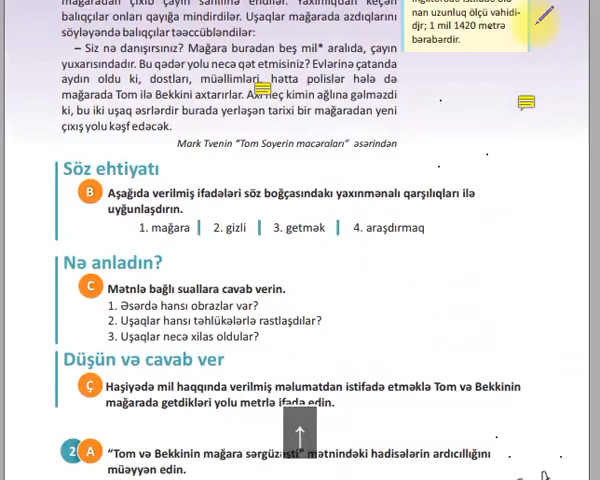 mağaradan çıxıb çayın sahilinə endilər. Yaxınlıqdan keçən
balıqçılar onları qayığa mindirdilər. Uşaqlar mağarada azdıqlarını
söyləyəndə balıqçılar təəccübləndilər:
– Siz nə danışırsınız? Mağara buradan beş mil* aralıda, çayın
yuxarısındadır. Bu qədər yolu necə qət etmisiniz? Evlərinə çatanda
aydın oldu ki, dostları, müəllimləri, hətta polislər hələ də
mağarada Tom ilə Bekkini axtarırlar. Axı heç kimin ağlına gəlməzdi
ki, bu iki uşaq əsrlərdir burada yerləşən tarixi bir mağaradan yeni
çıxış yolu kəşf edəcək.
Mark Tvenin “Tom Soyerin macəraları” əsərindən
nan uzunluq ölçü vahidi-
dir; 1 mil 1420 metrə
bərabərdir.
Söz ehtiyatı
B Aşağıda verilmiş ifadələri söz boğçasındakı yaxınmənalı qarşılıqları ilə
uyğunlaşdırın.
1. mağara | 2. gizli | 3. getmək | 4. araşdırmaq
Nə anladın?
C Mətnlə bağlı suallara cavab verin.
1. Əsərdə hansı obrazlar var?
2. Uşaqlar hansı təhlükələrlə rastlaşdılar?
3. Uşaqlar necə xilas oldular?
Düşün və cavab ver
Ç Haşiyədə mil haqqında verilmiş məlumatdan istifadə etməklə Tom və Bekkinin
mağarada getdikləri yolu metrlə ifadə edin.
2 A “Tom və Bekkinin mağara sərgüzəşti” mətnindəki hadisələrin ardıcıllığını
müəyyən edin.